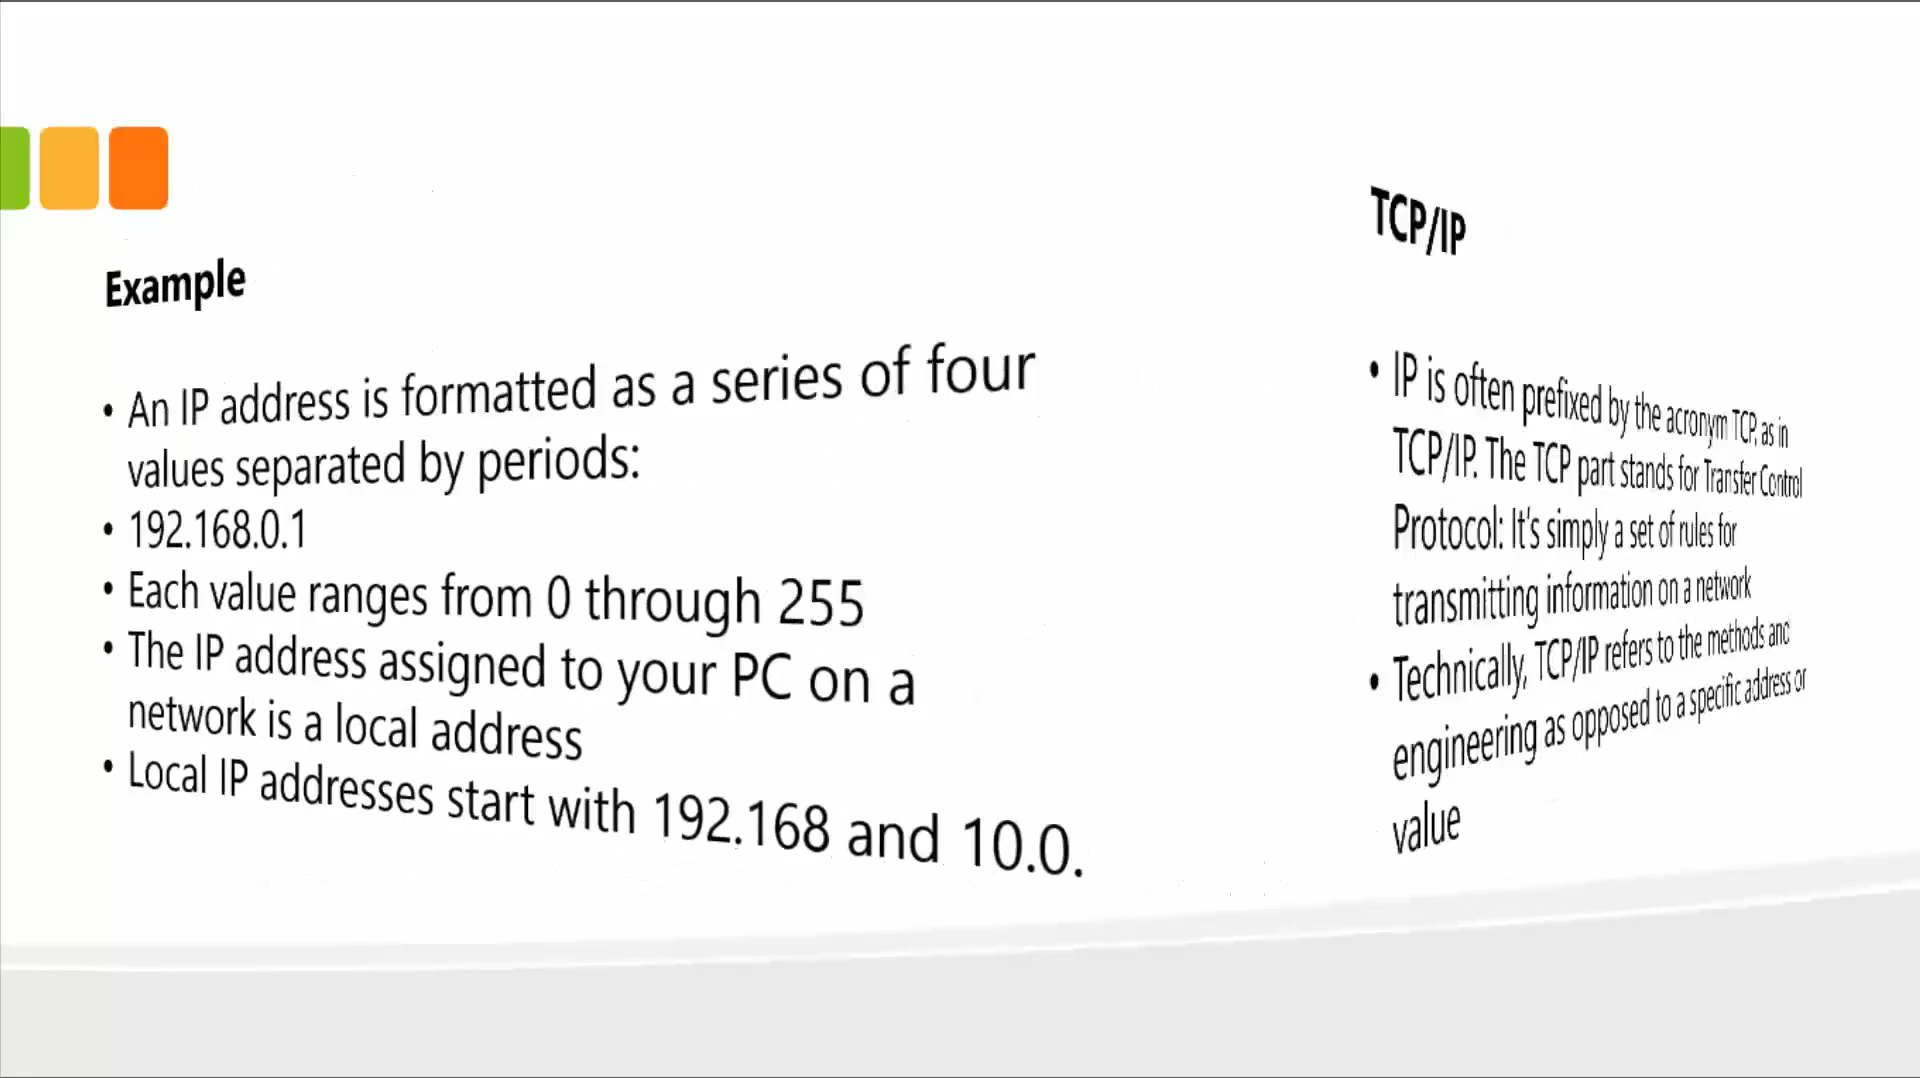 Example
• An IP address is formatted as a series of four
values separated by periods:
• 192.168.0.1
• Each value ranges from 0 through 255
• The IP address assigned to your PC on a
network is a local address
• Local IP addresses start with 192.168 and 10.0.
TCP/IP
• IP is often prefixed by the acronym TCP, as in
TCP/IP. The TCP part stands for Transfer Control
Protocol: It's simply a set of rules for
transmitting information on a network
• Technically, TCP/IP refers to the methods and
engineering as opposed to a specific address or
value